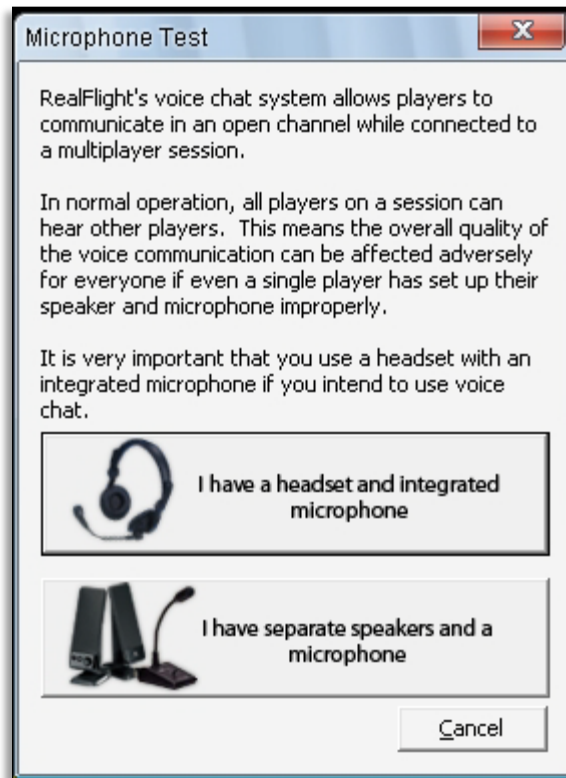 Microphone Test
RealFlight's voice chat system allows players to
communicate in an open channel while connected to
a multiplayer session.
In normal operation, all players on a session can
hear other players.  This means the overall quality of
the voice communication can be affected adversely
for everyone if even a single player has set up their
speaker and microphone improperly.
It is very important that you use a headset with an
integrated microphone if you intend to use voice
chat.
I have a headset and integrated
microphone
I have separate speakers and a
microphone
Cancel